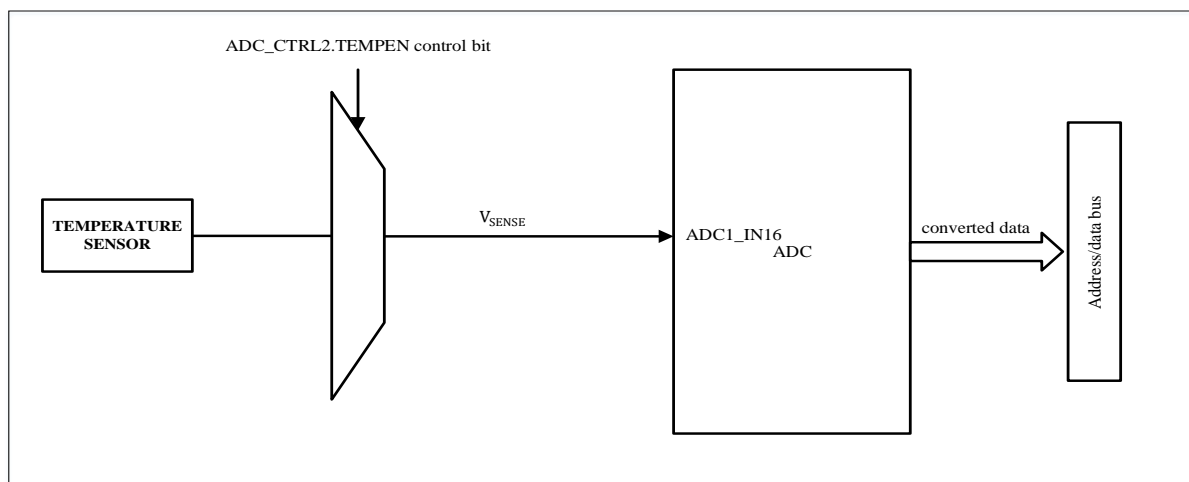 ADC_CTRL2.TEMPEN control bit
TEMPERATURE
SENSOR
VSENSE
ADC1_IN16
ADC
converted data
Address/data bus